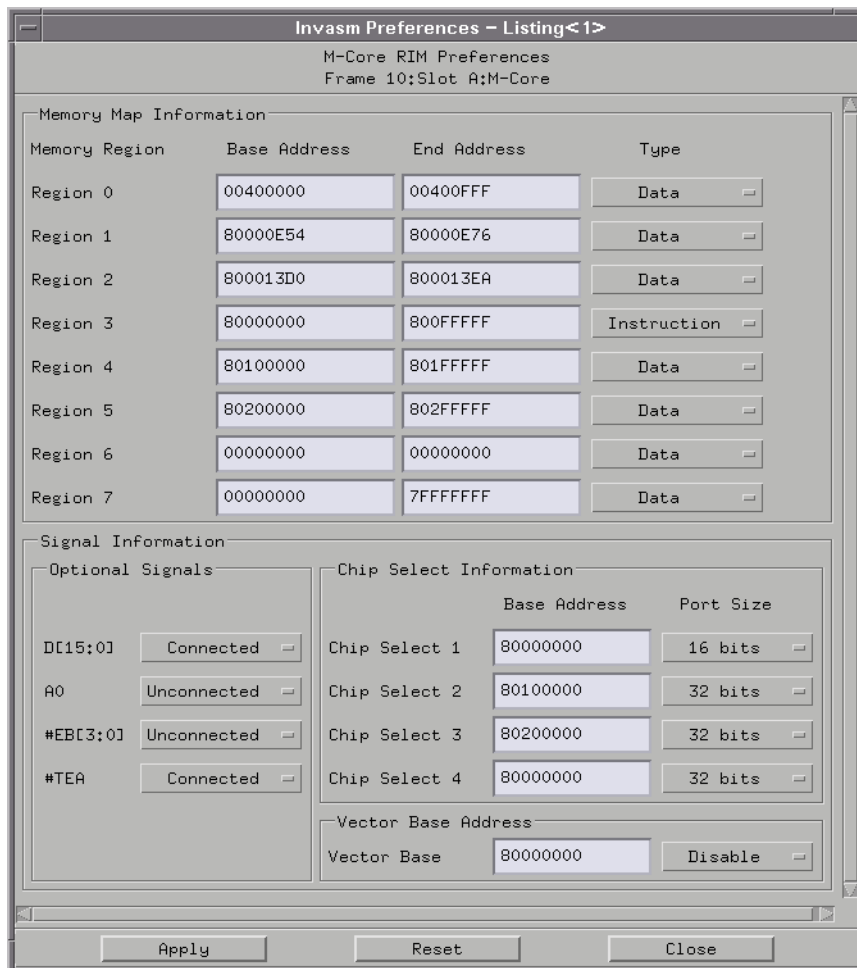 Invasm Preferences – Listing<1>
M-Core RIM Preferences
Frame 10:Slot A:M-Core
Memory Map Information
Memory Region Base Address End Address Type
Region 0 00400000 00400FFF Data
Region 1 80000E54 80000E76 Data
Region 2 800013D0 800013EA Data
Region 3 80000000 800FFFFF Instruction
Region 4 80100000 801FFFFF Data
Region 5 80200000 802FFFFF Data
Region 6 00000000 00000000 Data
Region 7 00000000 7FFFFFFF Data
Signal Information
Optional Signals
D[15:0] Connected
A0 Unconnected
#EB[3:0] Unconnected
#TEA Connected
Chip Select Information
Base Address Port Size
Chip Select 1 80000000 16 bits
Chip Select 2 80100000 32 bits
Chip Select 3 80200000 32 bits
Chip Select 4 80000000 32 bits
Vector Base Address
Vector Base 80000000 Disable
Apply Reset Close